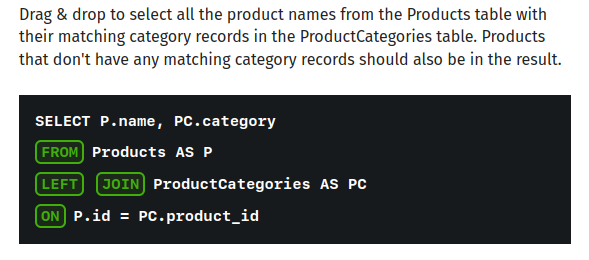 Drag & drop to select all the product names from the Products table with
their matching category records in the ProductCategories table. Products
that don't have any matching category records should also be in the result.
SELECT P.name, PC.category
FROM Products AS P
LEFT JOIN ProductCategories AS PC
ON P.id = PC.product_id